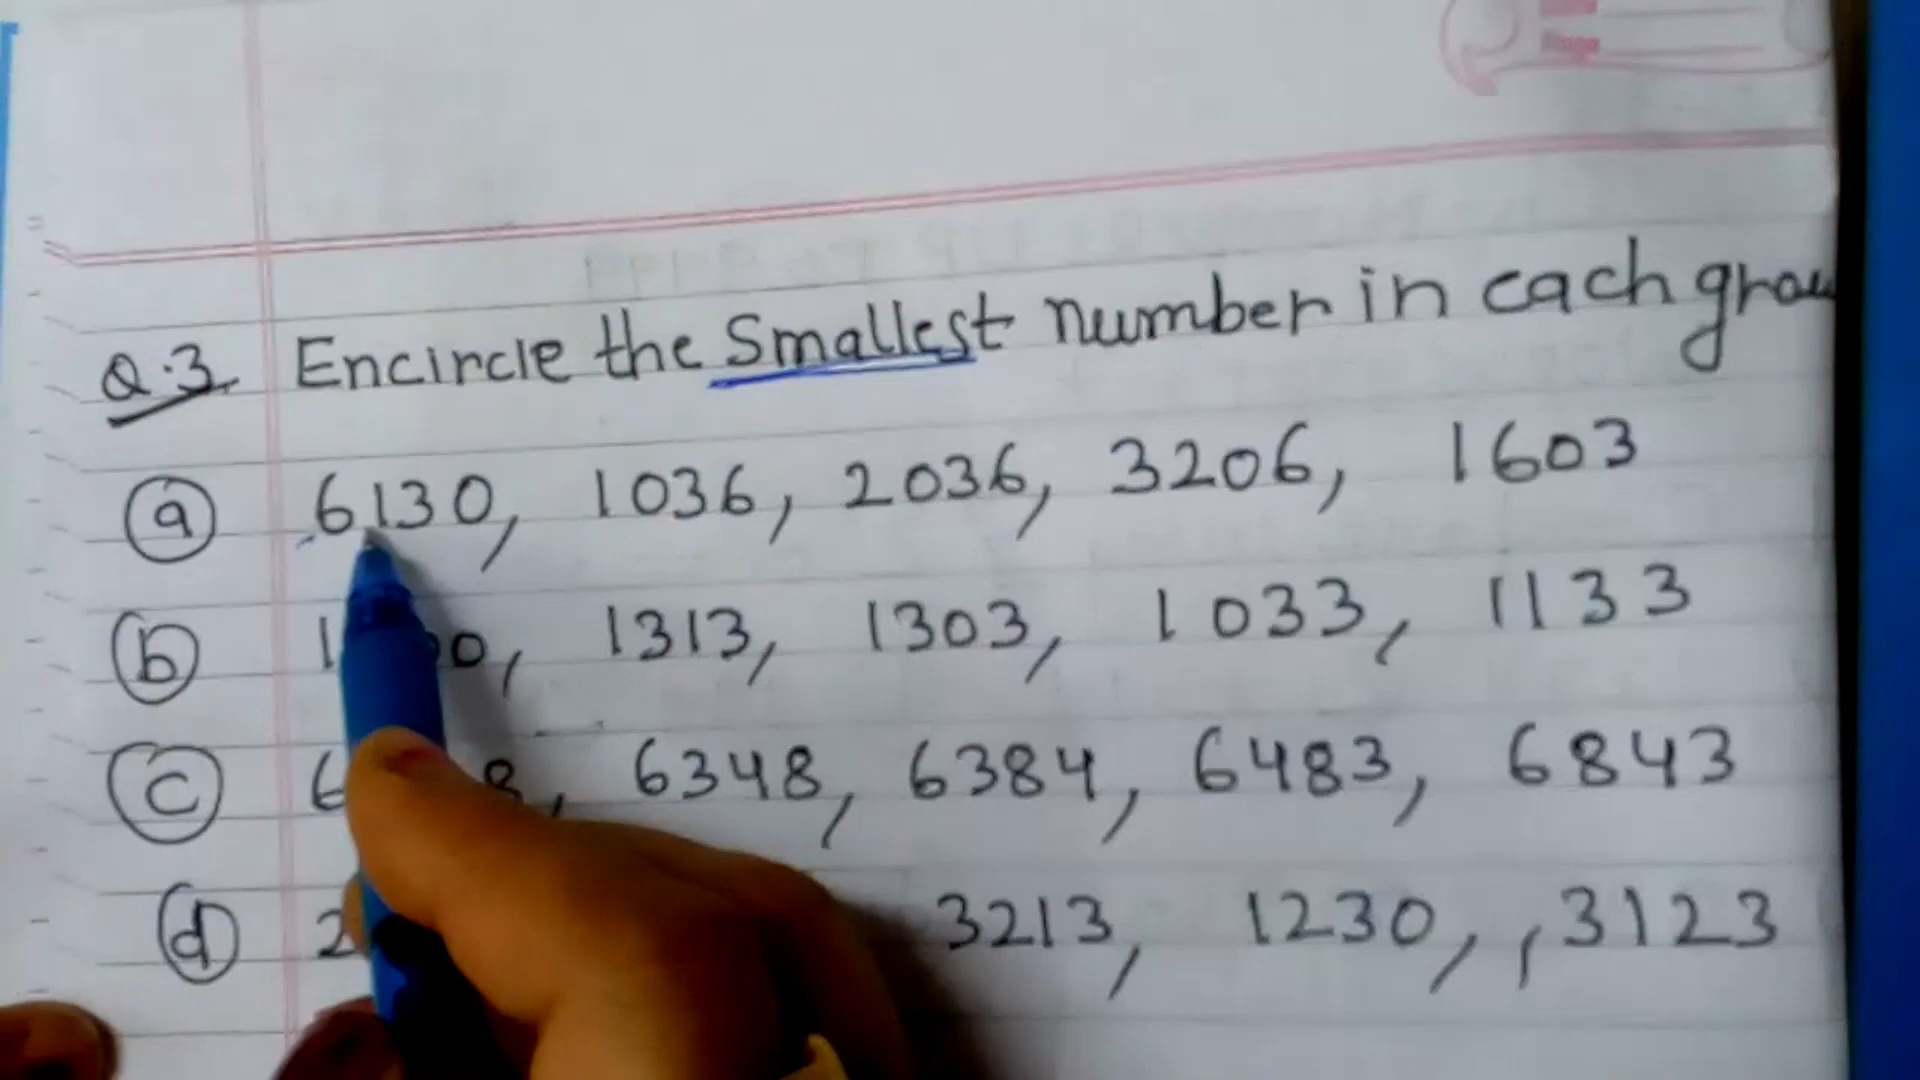 Q.3. Encircle the Smallest number in each grou
(a) 6130, 1036, 2036, 3206, 1603
(b) 1313, 1303, 1033, 1133
(c) 6348, 6384, 6483, 6843
(d) 3213, 1230, , 3123